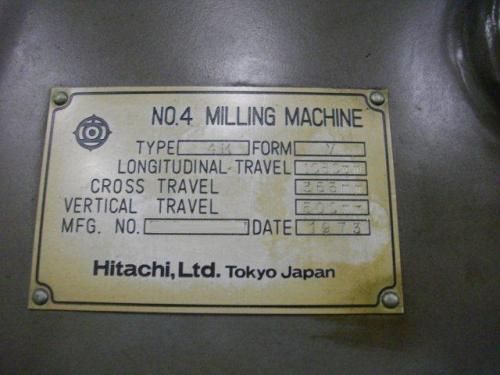 NO.4 MILLING MACHINE
TYPE FORM V
LONGITUDINAL TRAVEL
CROSS TRAVEL 365mm
VERTICAL TRAVEL
MFG. NO. DATE 1973
Hitachi, Ltd. Tokyo Japan